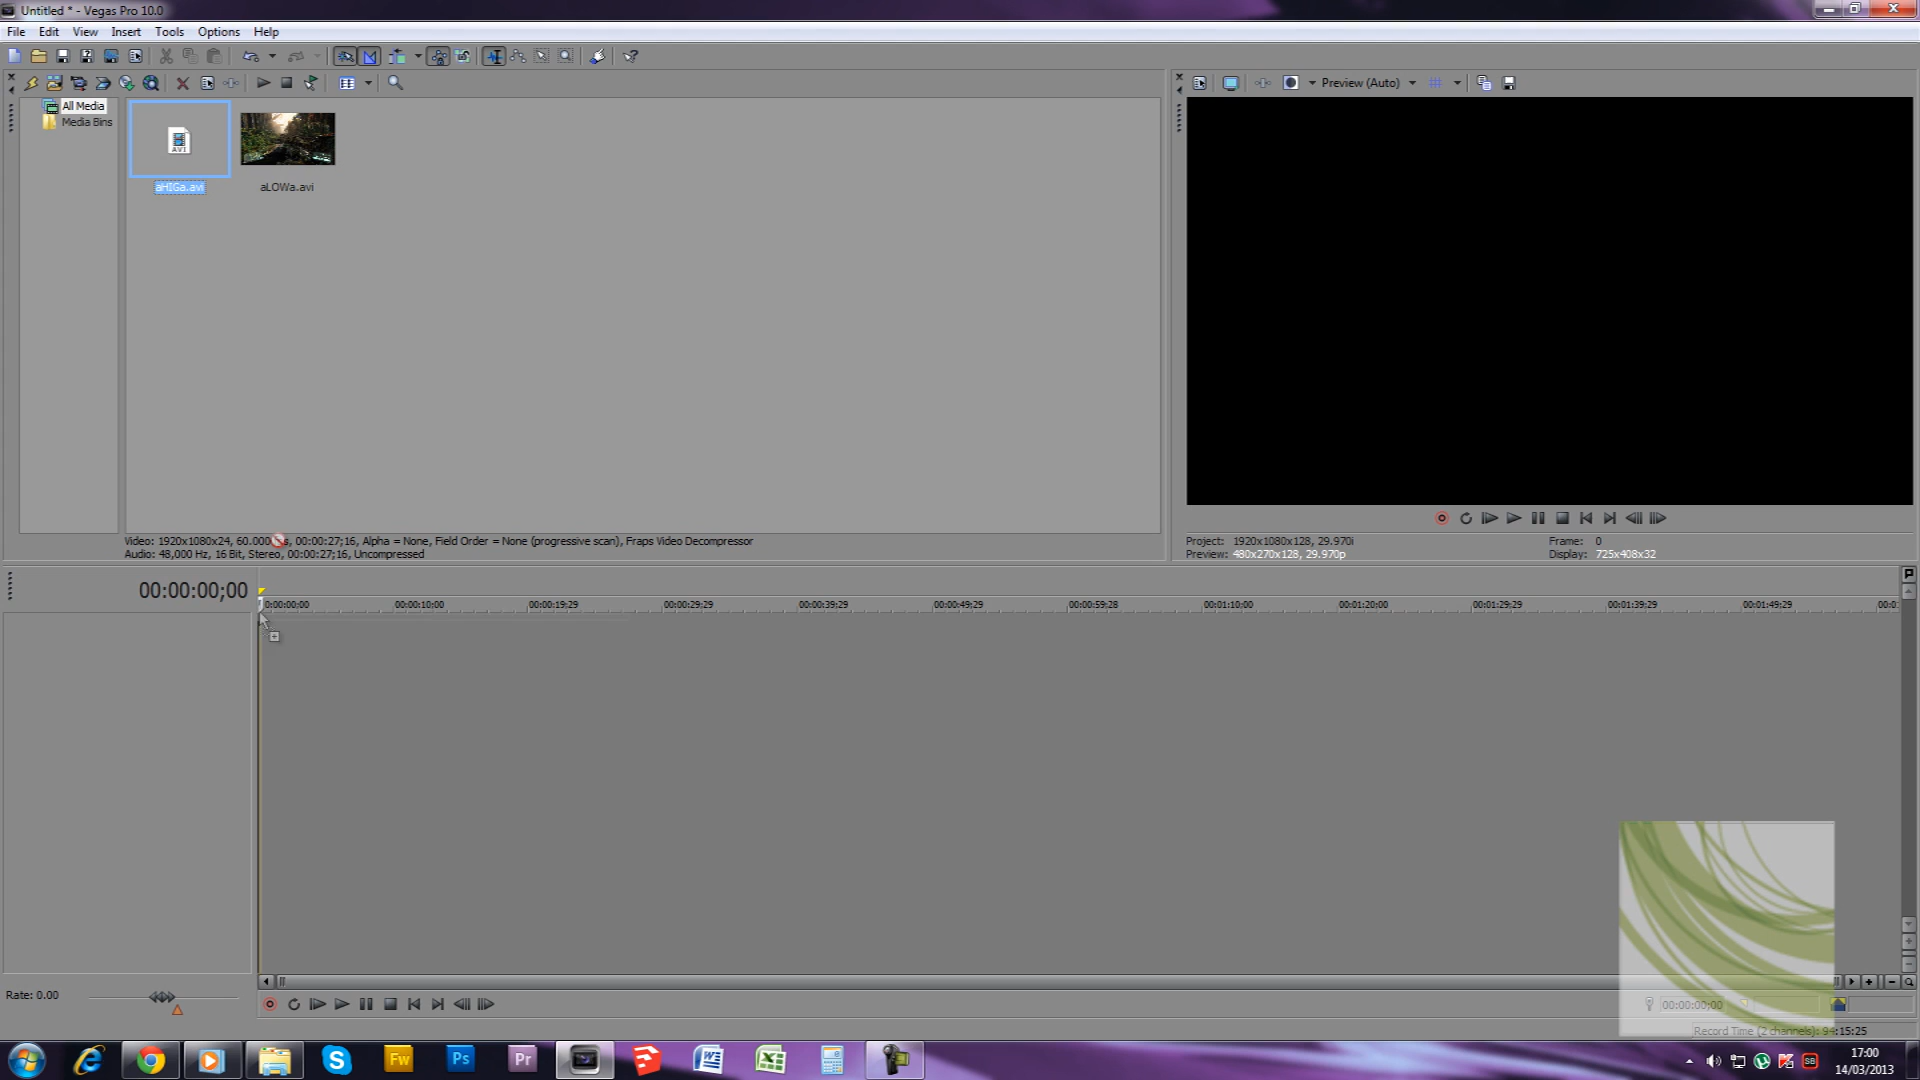 Untitled * - Vegas Pro 10.0
File Edit View Insert Tools Options Help
Preview (Auto)
All Media
Media Bins
AVI
aHIGa.avi
aLOWa.avi
Video: 1920x1080x24, 60.000 s, 00:00:27;16, Alpha = None, Field Order = None (progressive scan), Fraps Video Decompressor
Audio: 48,000 Hz, 16 Bit, Stereo, 00:00:27;16, Uncompressed
Project: 1920x1080x128, 29.970i
Frame: 0
Preview: 480x270x128, 29.970p
Display: 725x408x32
00:00:00;00
0:00:00;00 00:00:10;00 00:00:19;29 00:00:29;29 00:00:39;29 00:00:49;29 00:00:59;28 00:01:10;00 00:01:20;00 00:01:29;29 00:01:39;29 00:01:49;29 00:0
Rate: 0.00
00:00:00;00
Record Time (2 channels): 94:15:25
Fw Ps Pr
17:00
14/03/2013